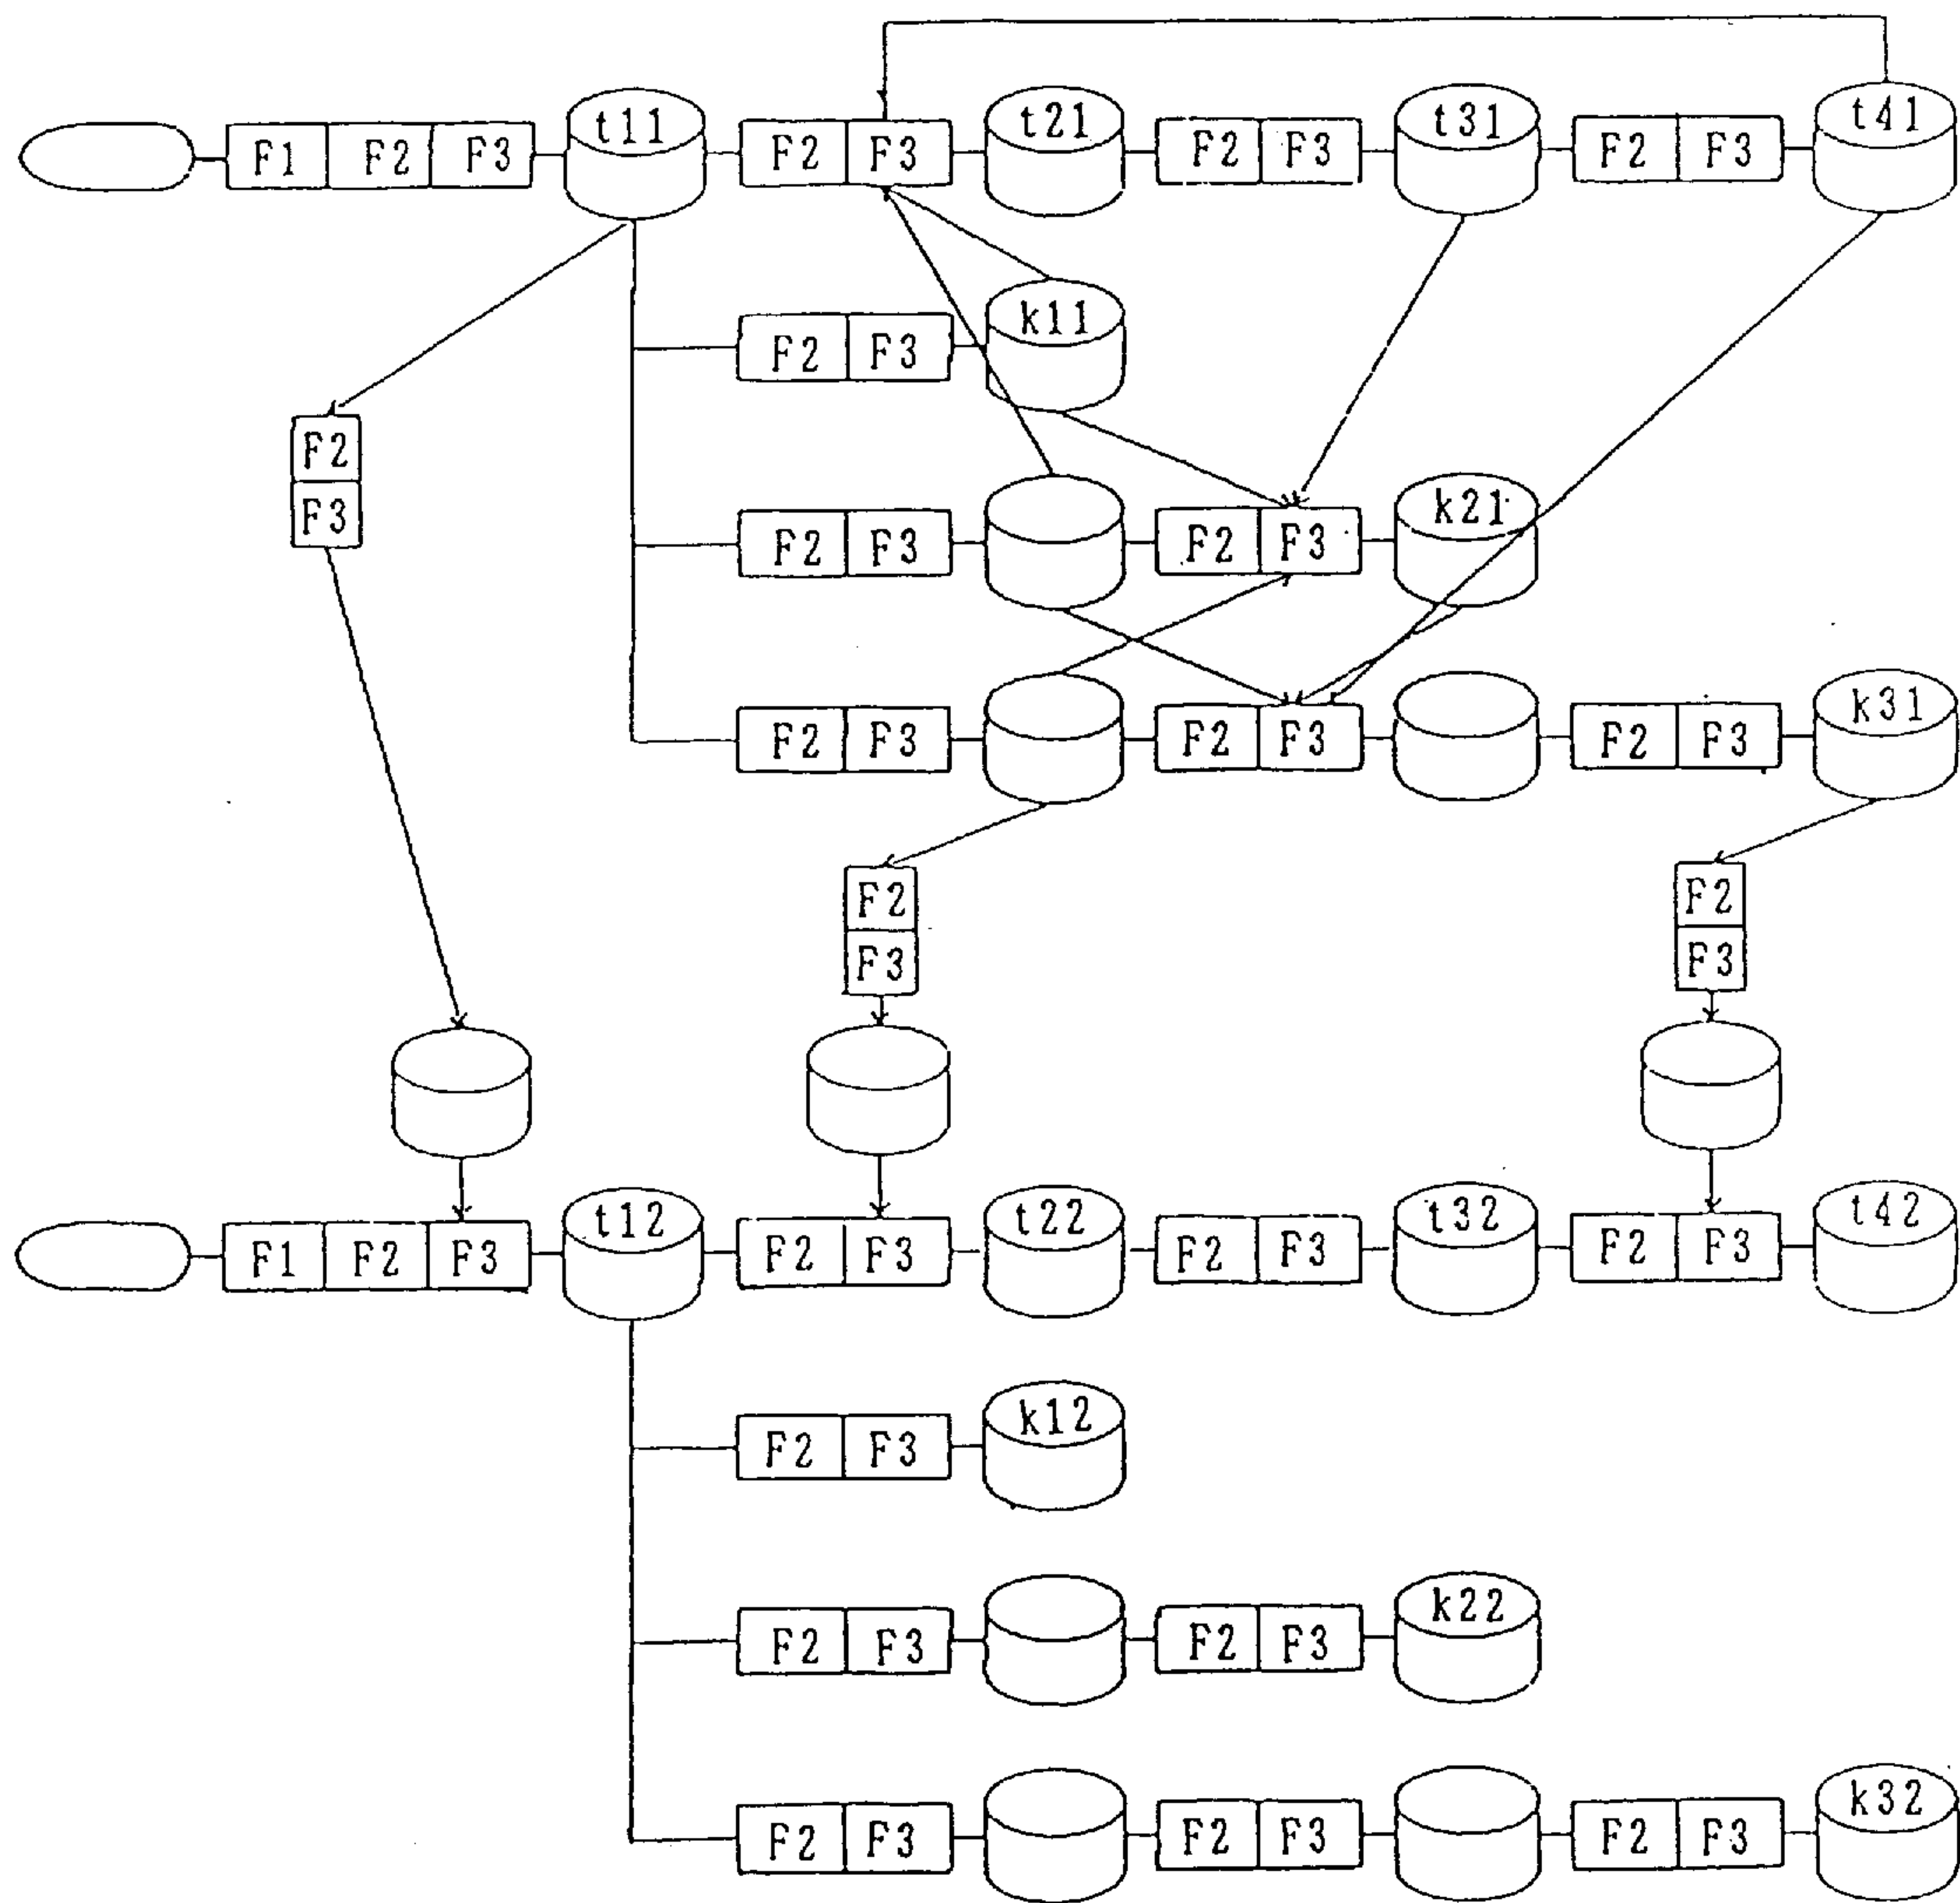 t11 t21 t31 t41
F1 F2 F3 F2 F3 F2 F3 F2 F3
k11
F2 F3
F2
F3
k21
F2 F3 F2 F3
k31
F2 F3 F2 F3 F2 F3
F2 F2
F3 F3
t12 t22 t32 t42
F1 F2 F3 F2 F3 F2 F3 F2 F3
k12
F2 F3
k22
F2 F3 F2 F3
k32
F2 F3 F2 F3 F2 F3